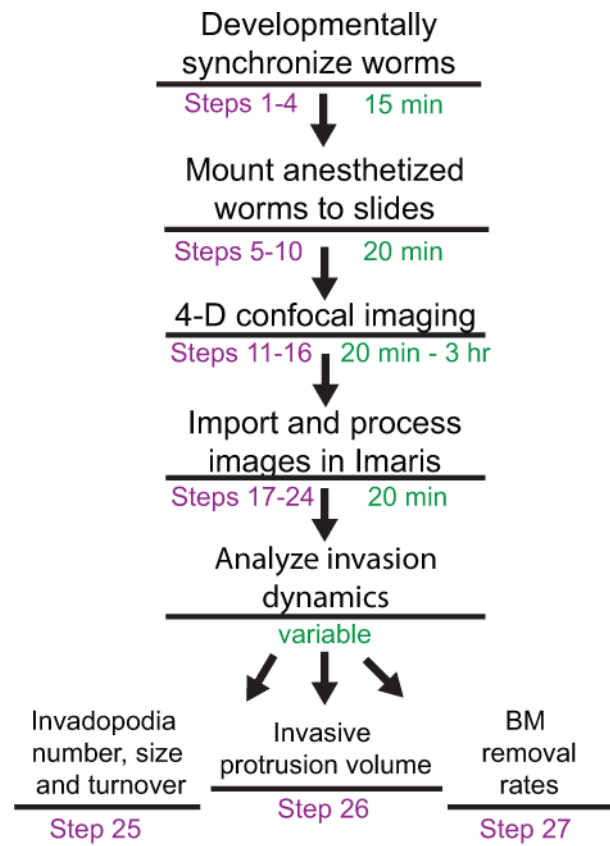 Developmentally
synchronize worms
Steps 1-4 15 min
Mount anesthetized
worms to slides
Steps 5-10 20 min
4-D confocal imaging
Steps 11-16 20 min - 3 hr
Import and process
images in Imaris
Steps 17-24 20 min
Analyze invasion
dynamics
variable
Invadopodia
number, size
and turnover
Step 25
Invasive
protrusion volume
Step 26
BM
removal
rates
Step 27